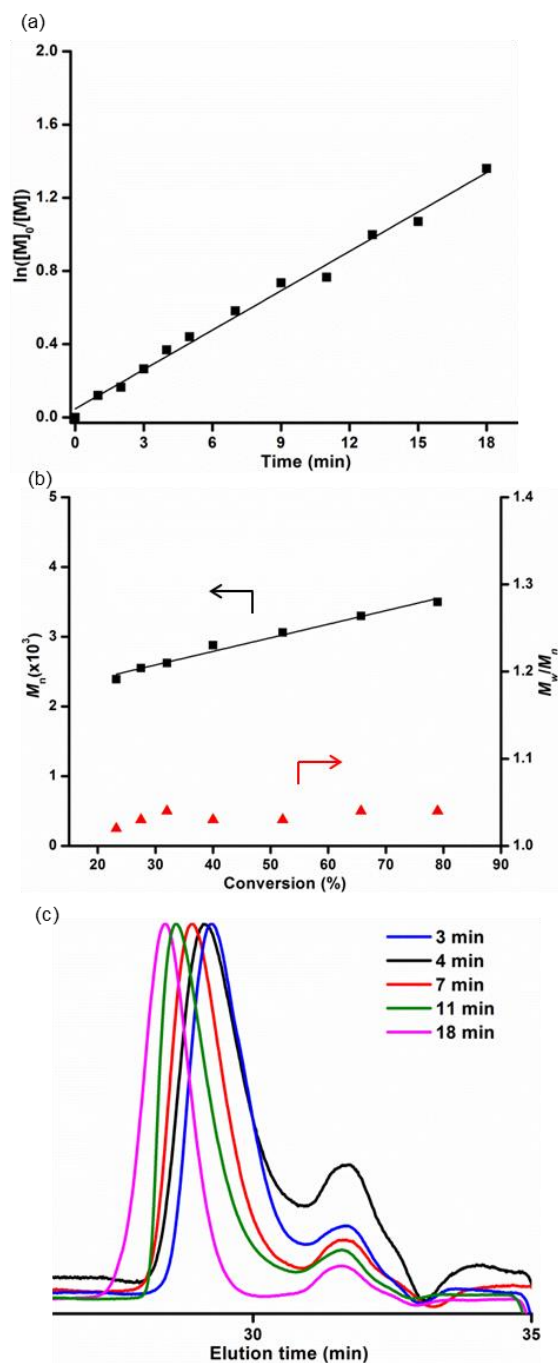 (a)
2.0
1.6
1.2
0.8
0.4
0.0
ln([M]0/[M])
0 3 6 9 12 15 18
Time (min)
(b)
5
4
3
2
1
0
Mn(x10³)
1.4
1.3
1.2
1.1
1.0
Mw/Mn
20 30 40 50 60 70 80 90
Conversion (%)
(c)
3 min
4 min
7 min
11 min
18 min
30 35
Elution time (min)